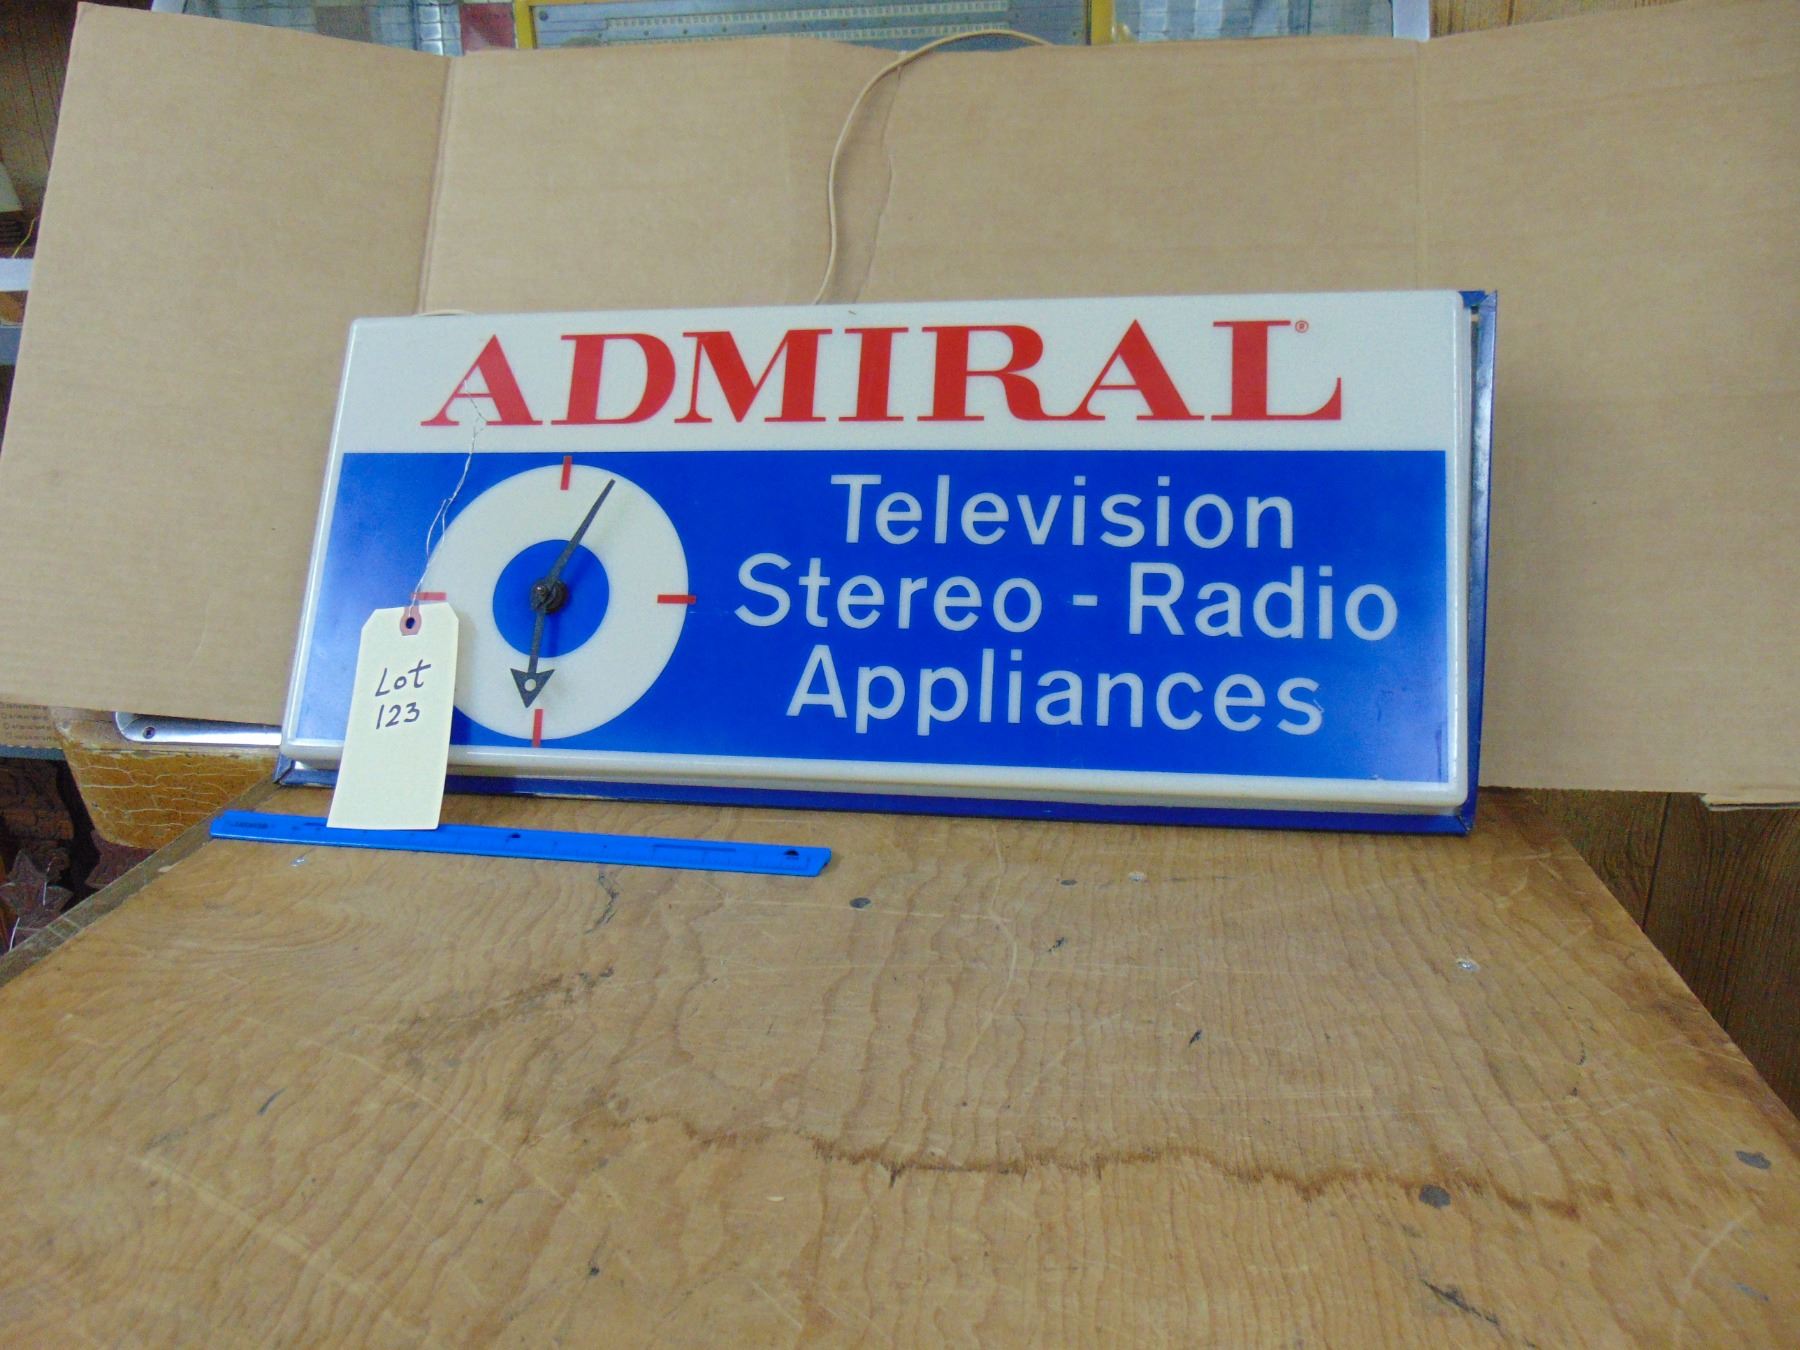 ADMIRAL®
Television
Stereo - Radio
Appliances
Lot
123